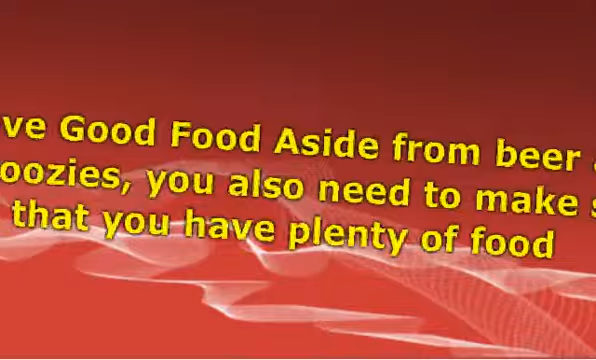 ve Good Food Aside from beer
oozies, you also need to make s
that you have plenty of food